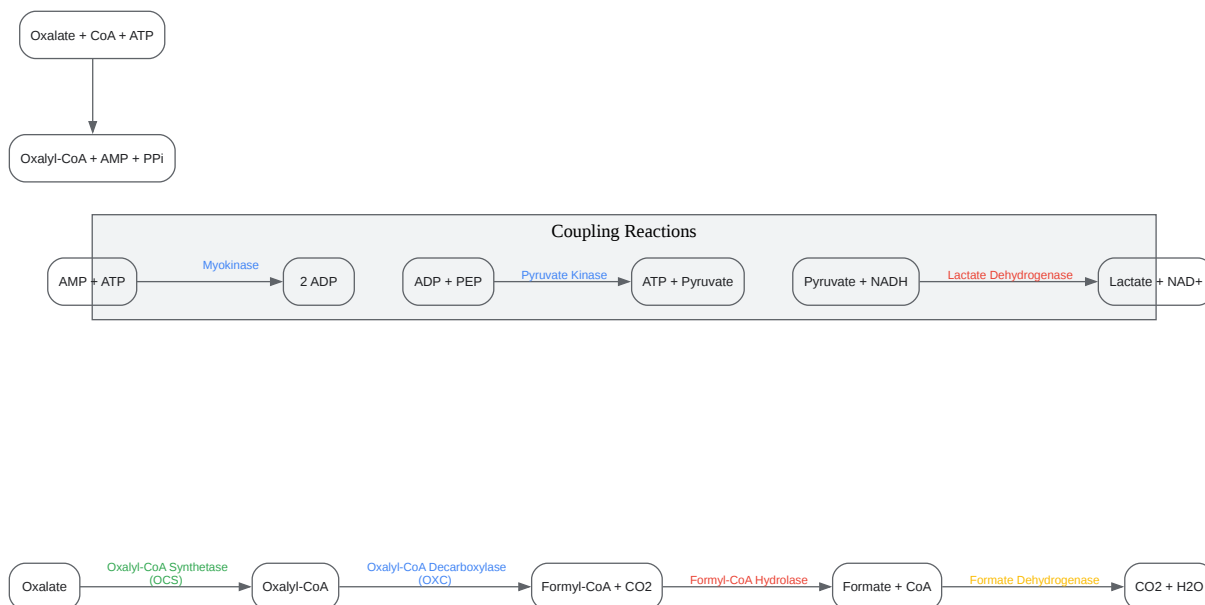 Oxalate + CoA + ATP
Oxalyl-CoA + AMP + PPi
Coupling Reactions
AMP + ATP
Myokinase
2 ADP
ADP + PEP
Pyruvate Kinase
ATP + Pyruvate
Pyruvate + NADH
Lactate Dehydrogenase
Lactate + NAD+
Oxalate
Oxalyl-CoA Synthetase
(OCS)
Oxalyl-CoA
Oxalyl-CoA Decarboxylase
(OXC)
Formyl-CoA + CO2
Formyl-CoA Hydrolase
Formate + CoA
Formate Dehydrogenase
CO2 + H2O